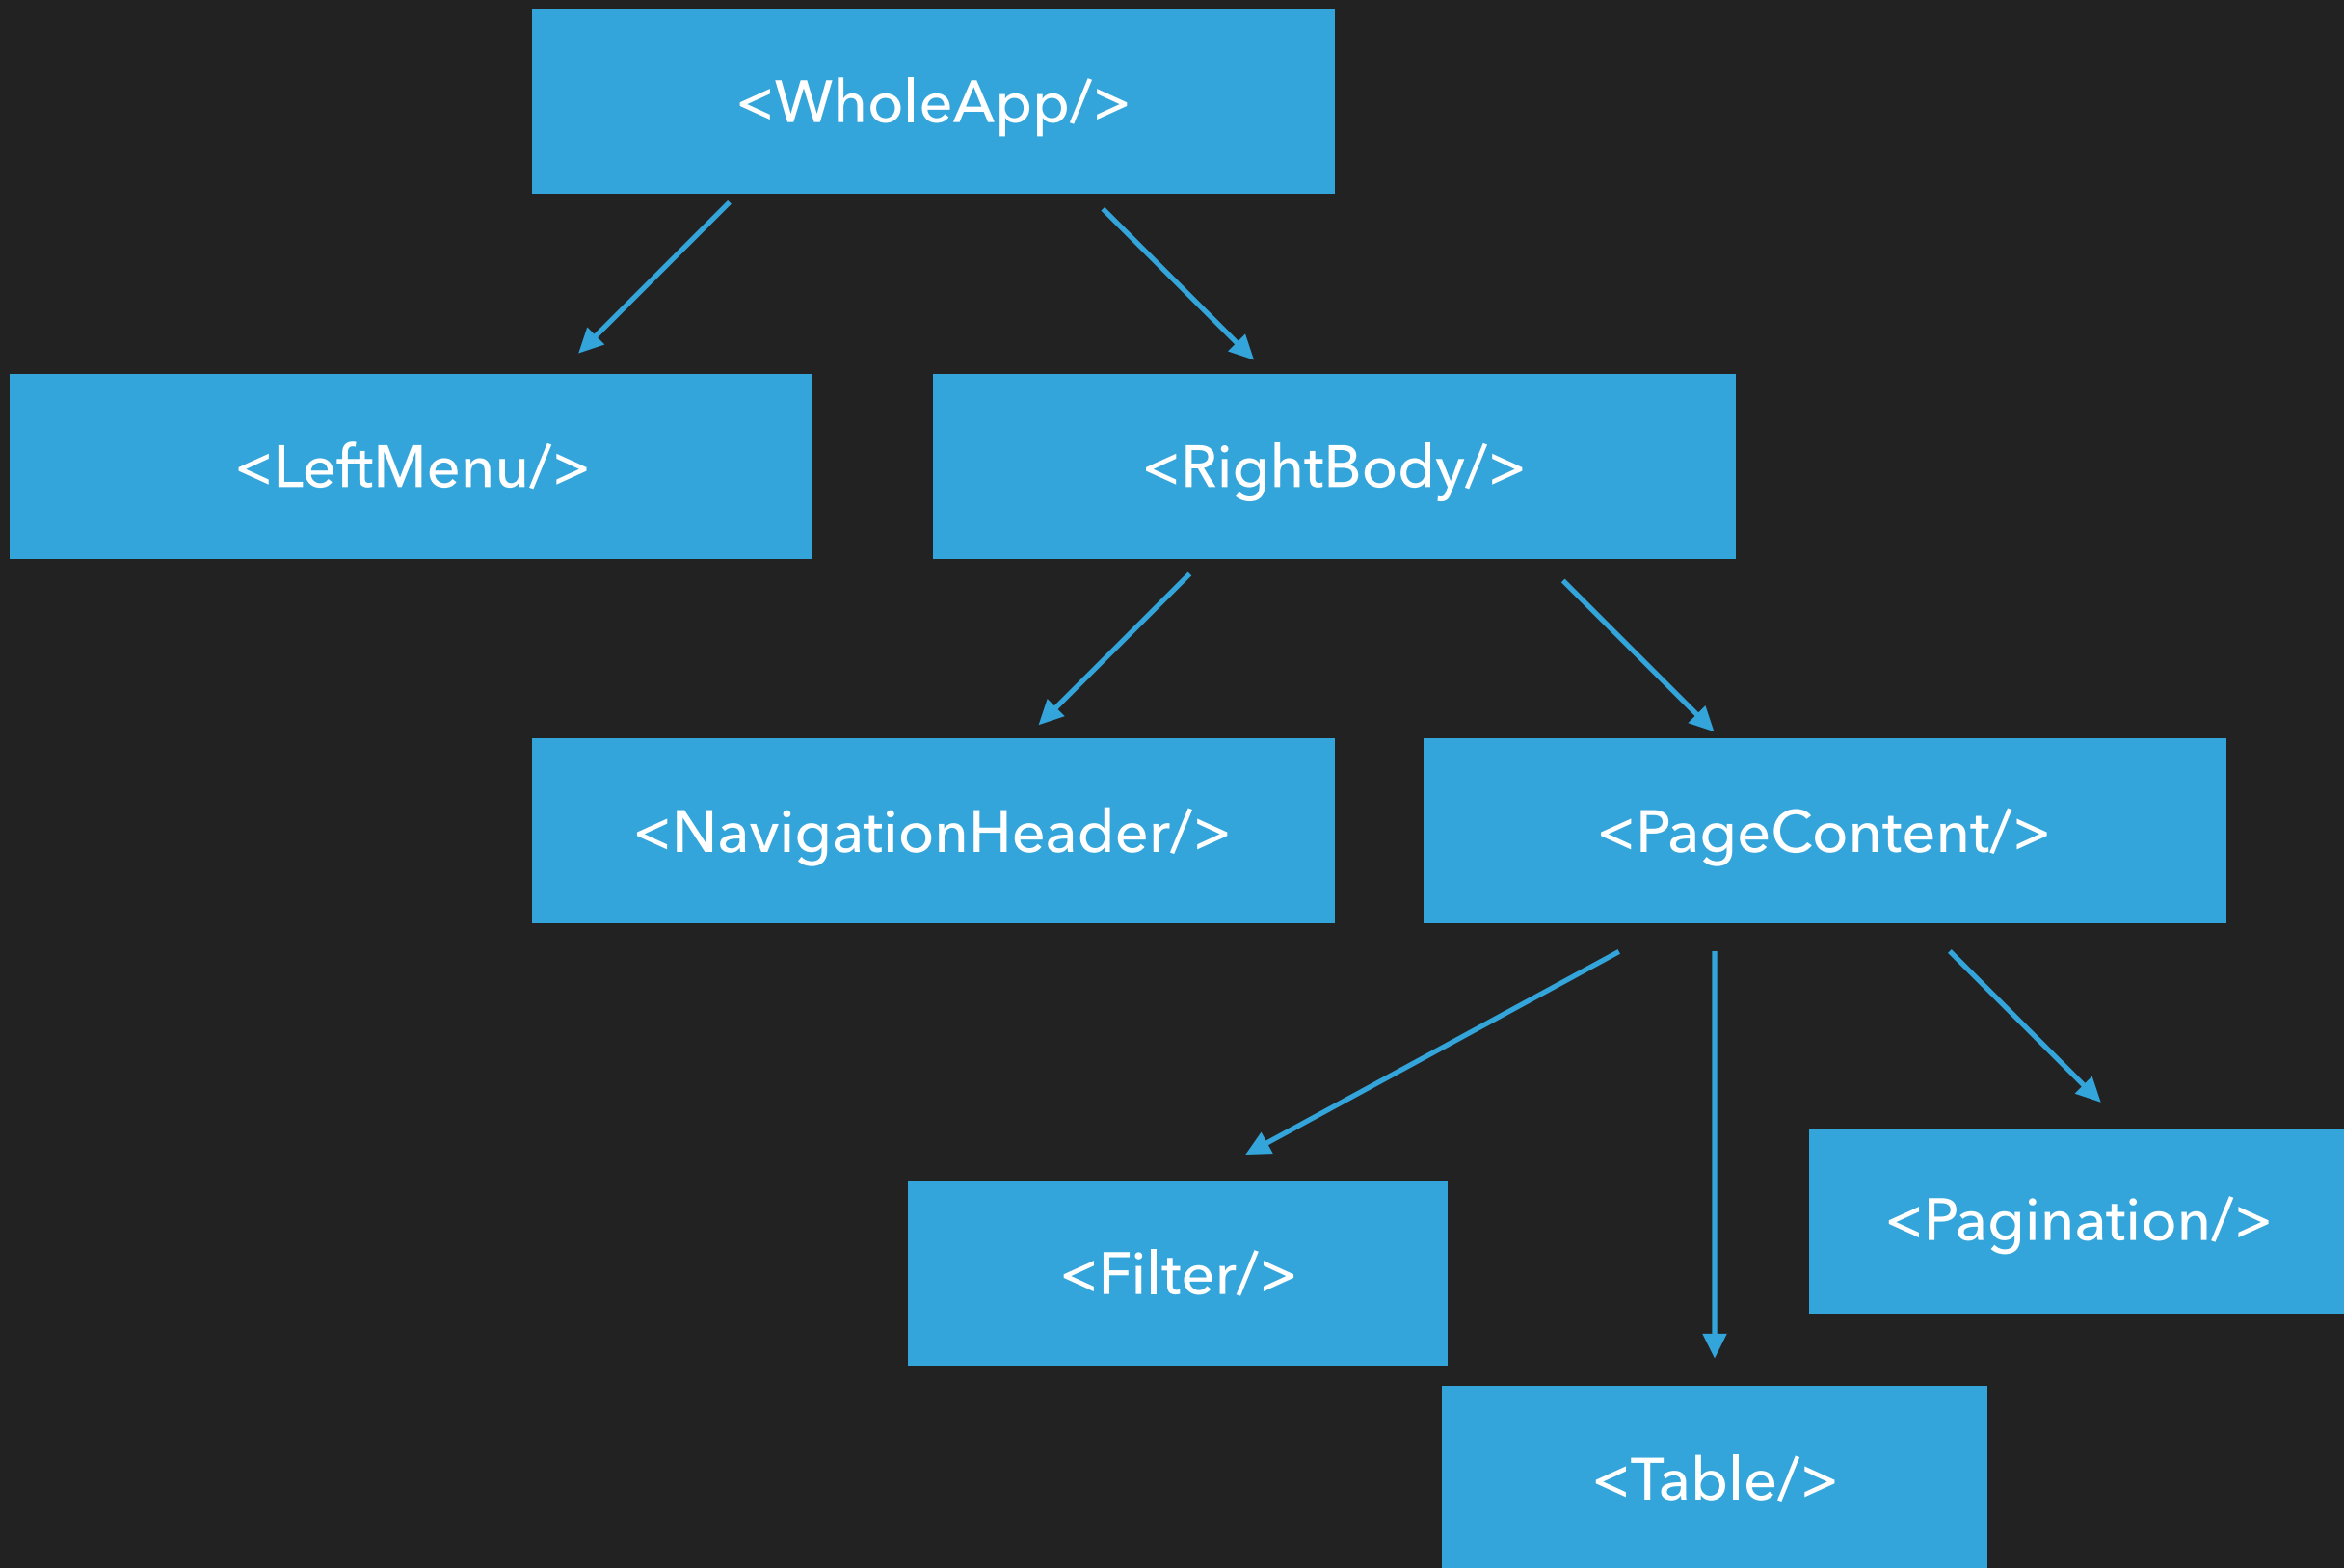 <WholeApp/>
<LeftMenu/>
<RightBody/>
<NavigationHeader/>
<PageContent/>
<Filter/>
<Pagination/>
<Table/>